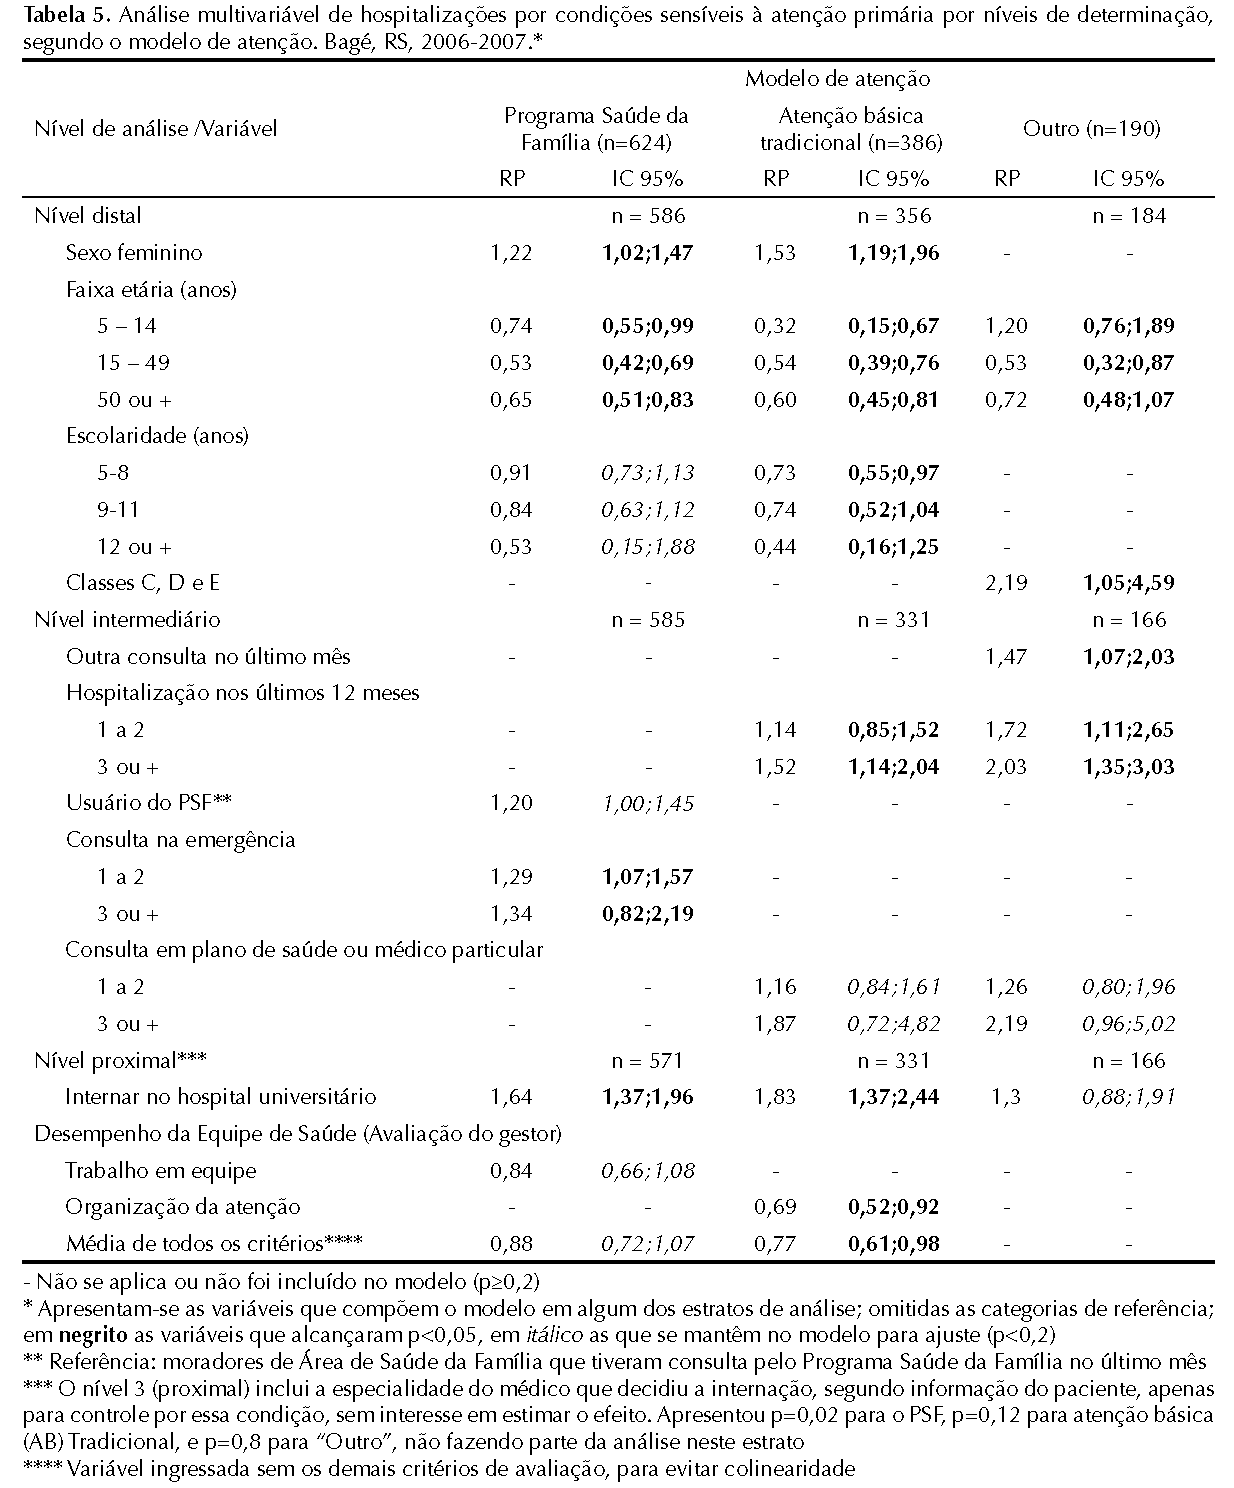 Tabela 5. Análise multivariável de hospitalizações por condições sensíveis à atenção primária por níveis de determinação,
segundo o modelo de atenção. Bagé, RS, 2006-2007.*
Modelo de atenção
Nível de análise /Variável
Programa Saúde da Família (n=624)
Atenção básica tradicional (n=386)
Outro (n=190)
RP IC 95% RP IC 95% RP IC 95%
Nível distal n = 586 n = 356 n = 184
Sexo feminino 1,22 1,02;1,47 1,53 1,19;1,96 - -
Faixa etária (anos)
5 – 14 0,74 0,55;0,99 0,32 0,15;0,67 1,20 0,76;1,89
15 – 49 0,53 0,42;0,69 0,54 0,39;0,76 0,53 0,32;0,87
50 ou + 0,65 0,51;0,83 0,60 0,45;0,81 0,72 0,48;1,07
Escolaridade (anos)
5-8 0,91 0,73;1,13 0,73 0,55;0,97 - -
9-11 0,84 0,63;1,12 0,74 0,52;1,04 - -
12 ou + 0,53 0,15;1,88 0,44 0,16;1,25 - -
Classes C, D e E - - - - 2,19 1,05;4,59
Nível intermediário n = 585 n = 331 n = 166
Outra consulta no último mês - - - - 1,47 1,07;2,03
Hospitalização nos últimos 12 meses
1 a 2 - - 1,14 0,85;1,52 1,72 1,11;2,65
3 ou + - - 1,52 1,14;2,04 2,03 1,35;3,03
Usuário do PSF** 1,20 1,00;1,45 - - - -
Consulta na emergência
1 a 2 1,29 1,07;1,57 - - - -
3 ou + 1,34 0,82;2,19 - - - -
Consulta em plano de saúde ou médico particular
1 a 2 - - 1,16 0,84;1,61 1,26 0,80;1,96
3 ou + - - 1,87 0,72;4,82 2,19 0,96;5,02
Nível proximal*** n = 571 n = 331 n = 166
Internar no hospital universitário 1,64 1,37;1,96 1,83 1,37;2,44 1,3 0,88;1,91
Desempenho da Equipe de Saúde (Avaliação do gestor)
Trabalho em equipe 0,84 0,66;1,08 - - - -
Organização da atenção - - 0,69 0,52;0,92 - -
Média de todos os critérios**** 0,88 0,72;1,07 0,77 0,61;0,98 - -
- Não se aplica ou não foi incluído no modelo (p≥0,2)
* Apresentam-se as variáveis que compõem o modelo em algum dos estratos de análise; omitidas as categorias de referência;
em negrito as variáveis que alcançaram p<0,05, em itálico as que se mantêm no modelo para ajuste (p<0,2)
** Referência: moradores de Área de Saúde da Família que tiveram consulta pelo Programa Saúde da Família no último mês
*** O nível 3 (proximal) inclui a especialidade do médico que decidiu a internação, segundo informação do paciente, apenas
para controle por essa condição, sem interesse em estimar o efeito. Apresentou p=0,02 para o PSF, p=0,12 para atenção básica
(AB) Tradicional, e p=0,8 para “Outro”, não fazendo parte da análise neste estrato
**** Variável ingressada sem os demais critérios de avaliação, para evitar colinearidade